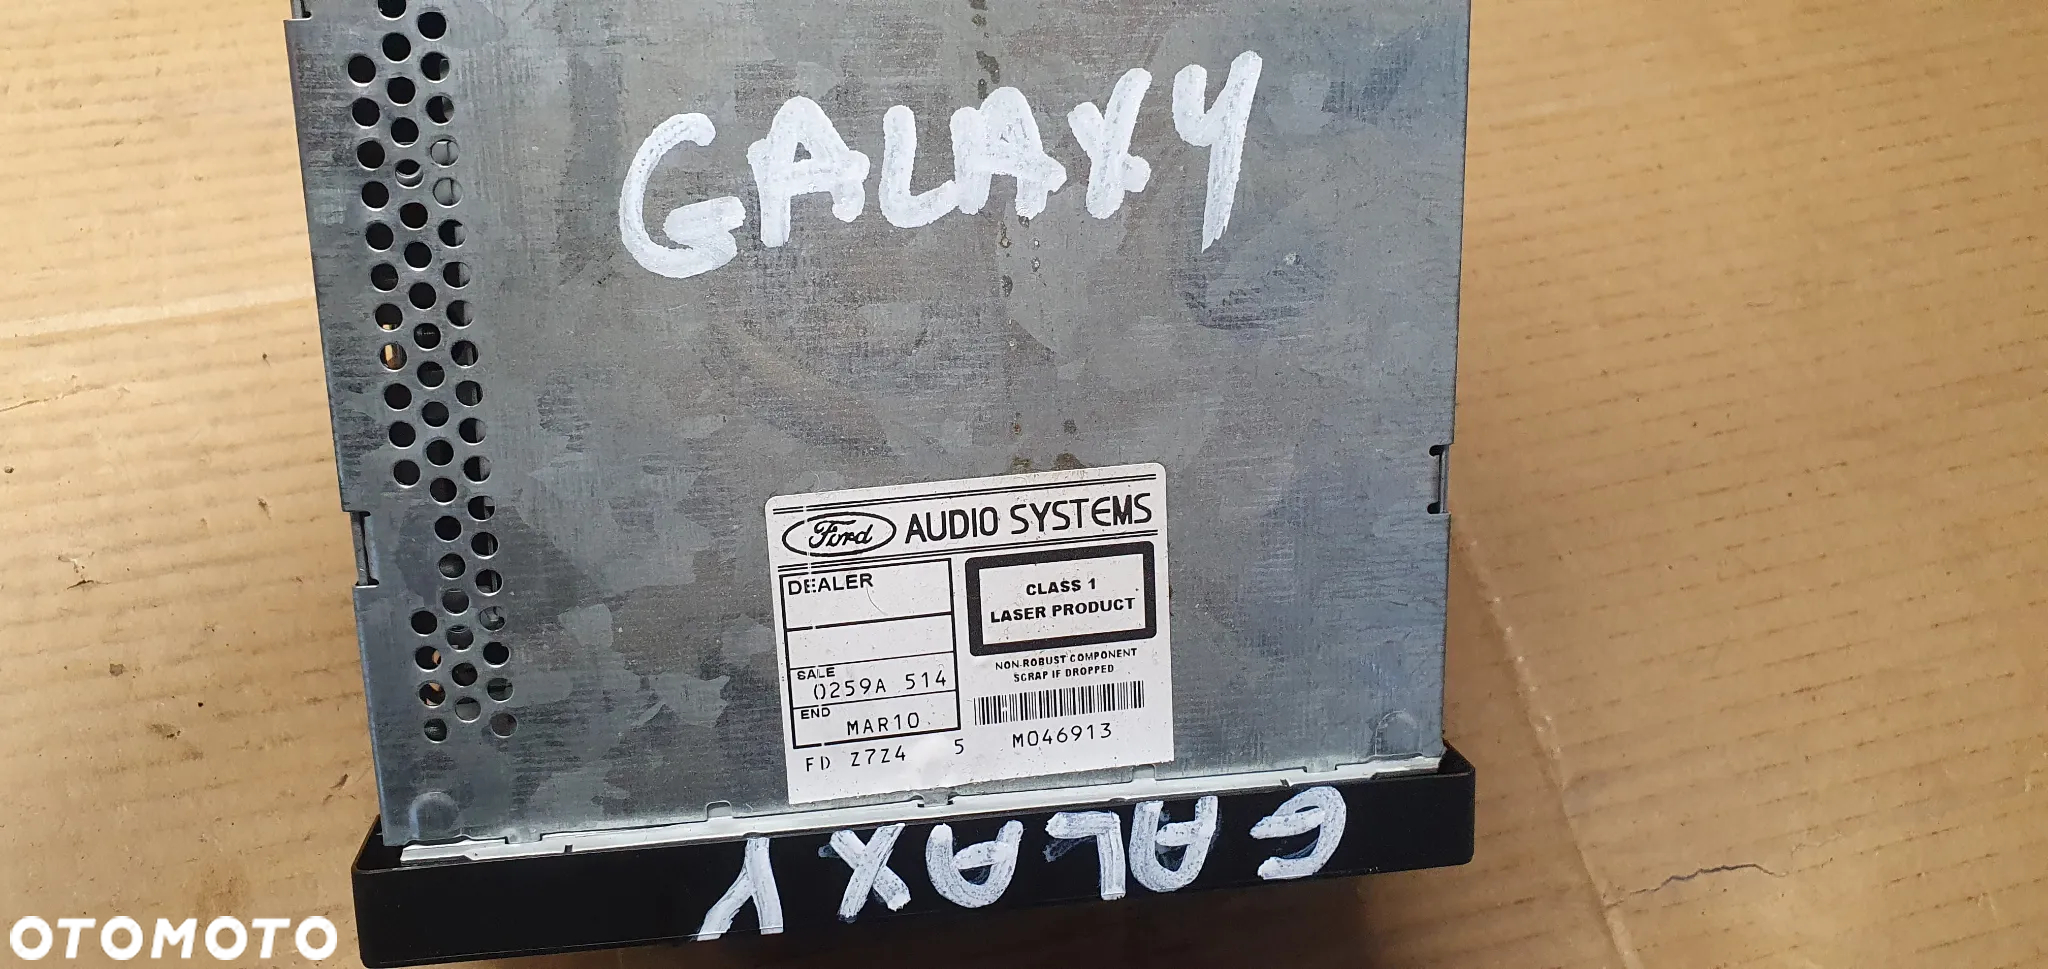 GALAXY
Ford AUDIO SYSTEMS
DEALER
CLASS 1
LASER PRODUCT
NON-ROBUST COMPONENT
SCRAP IF DROPPED
SALE
0259A 514
END
MAR10
FD Z7Z4 5 M046913
GALAXY
OTOMOTO